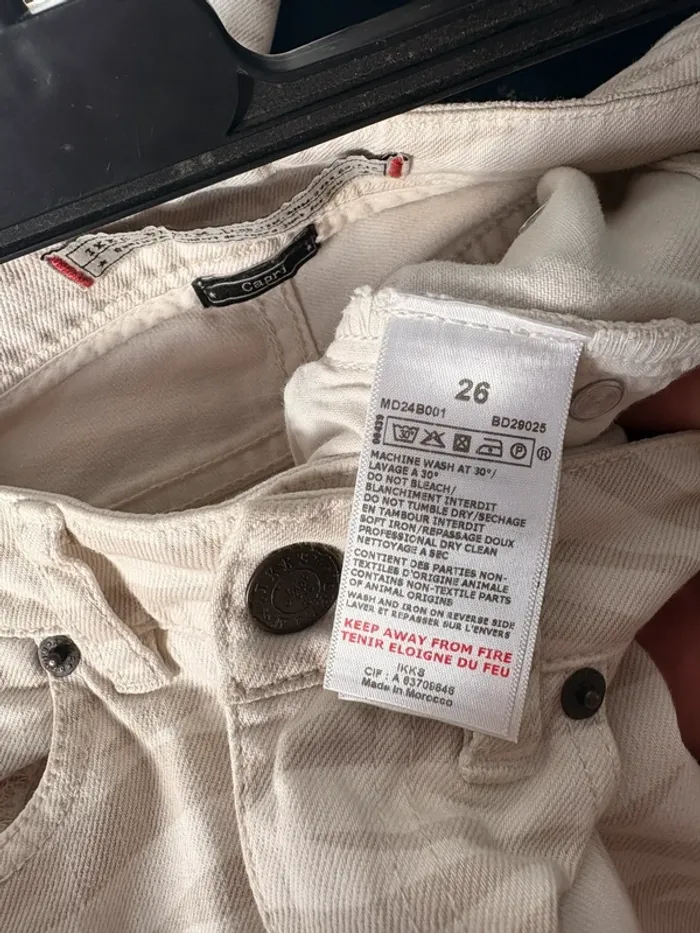 Capri
26
MD24B001 BD29025
30°
P
®
MACHINE WASH AT 30°/
LAVAGE A 30°
DO NOT BLEACH/
BLANCHIMENT INTERDIT
DO NOT TUMBLE DRY/SECHAGE
EN TAMBOUR INTERDIT
SOFT IRON/REPASSAGE DOUX
PROFESSIONAL DRY CLEAN
NETTOYAGE A SEC
CONTIENT DES PARTIES NON-
TEXTILES D'ORIGINE ANIMALE
CONTAINS NON-TEXTILE PARTS
OF ANIMAL ORIGINE
WASH AND IRON ON REVERSE SIDE
LAVER ET REPASSER SUR L'ENVERS
KEEP AWAY FROM FIRE
TENIR ELOIGNE DU FEU
IKKS
CIF : A 63709846
Made in Morocco